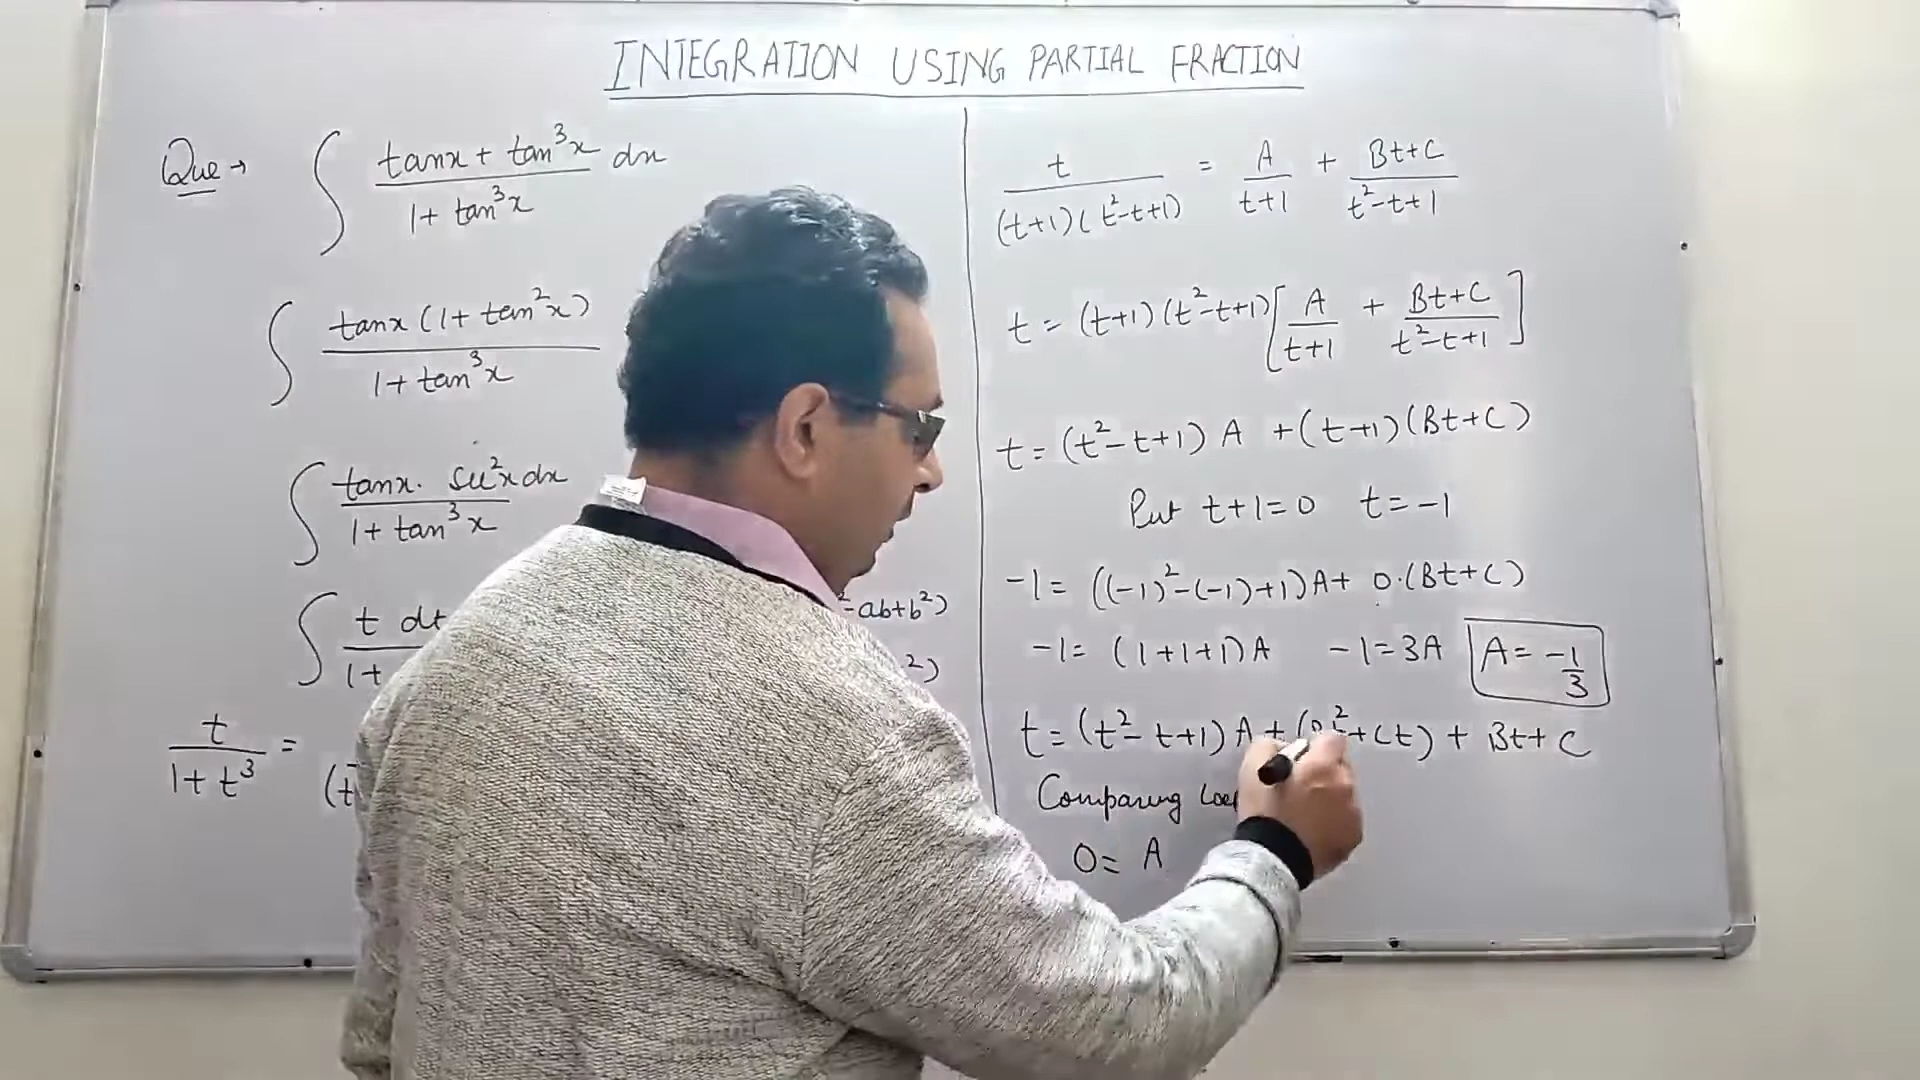 INTEGRATION USING PARTIAL FRACTION
Que → ∫ (tanx + tan³x)/(1 + tan³x) dx
∫ tanx (1 + tan²x)/(1 + tan³x)
∫ tanx. sec²x dx/(1 + tan³x)
∫ t dt/(1+
-ab+b²)
²)
t/(1 + t³) =
(t
t/((t+1)(t²-t+1)) = A/(t+1) + (Bt+C)/(t²-t+1)
t = (t+1)(t²-t+1)[A/(t+1) + (Bt+C)/(t²-t+1)]
t = (t²-t+1) A + (t+1)(Bt+C)
Put t+1=0 t=-1
-1 = ((-1)²-(-1)+1)A + 0.(Bt+C)
-1 = (1+1+1)A -1=3A A = -1/3
t = (t²-t+1) A + (Bt²+Ct) + Bt+C
Comparing
0 = A